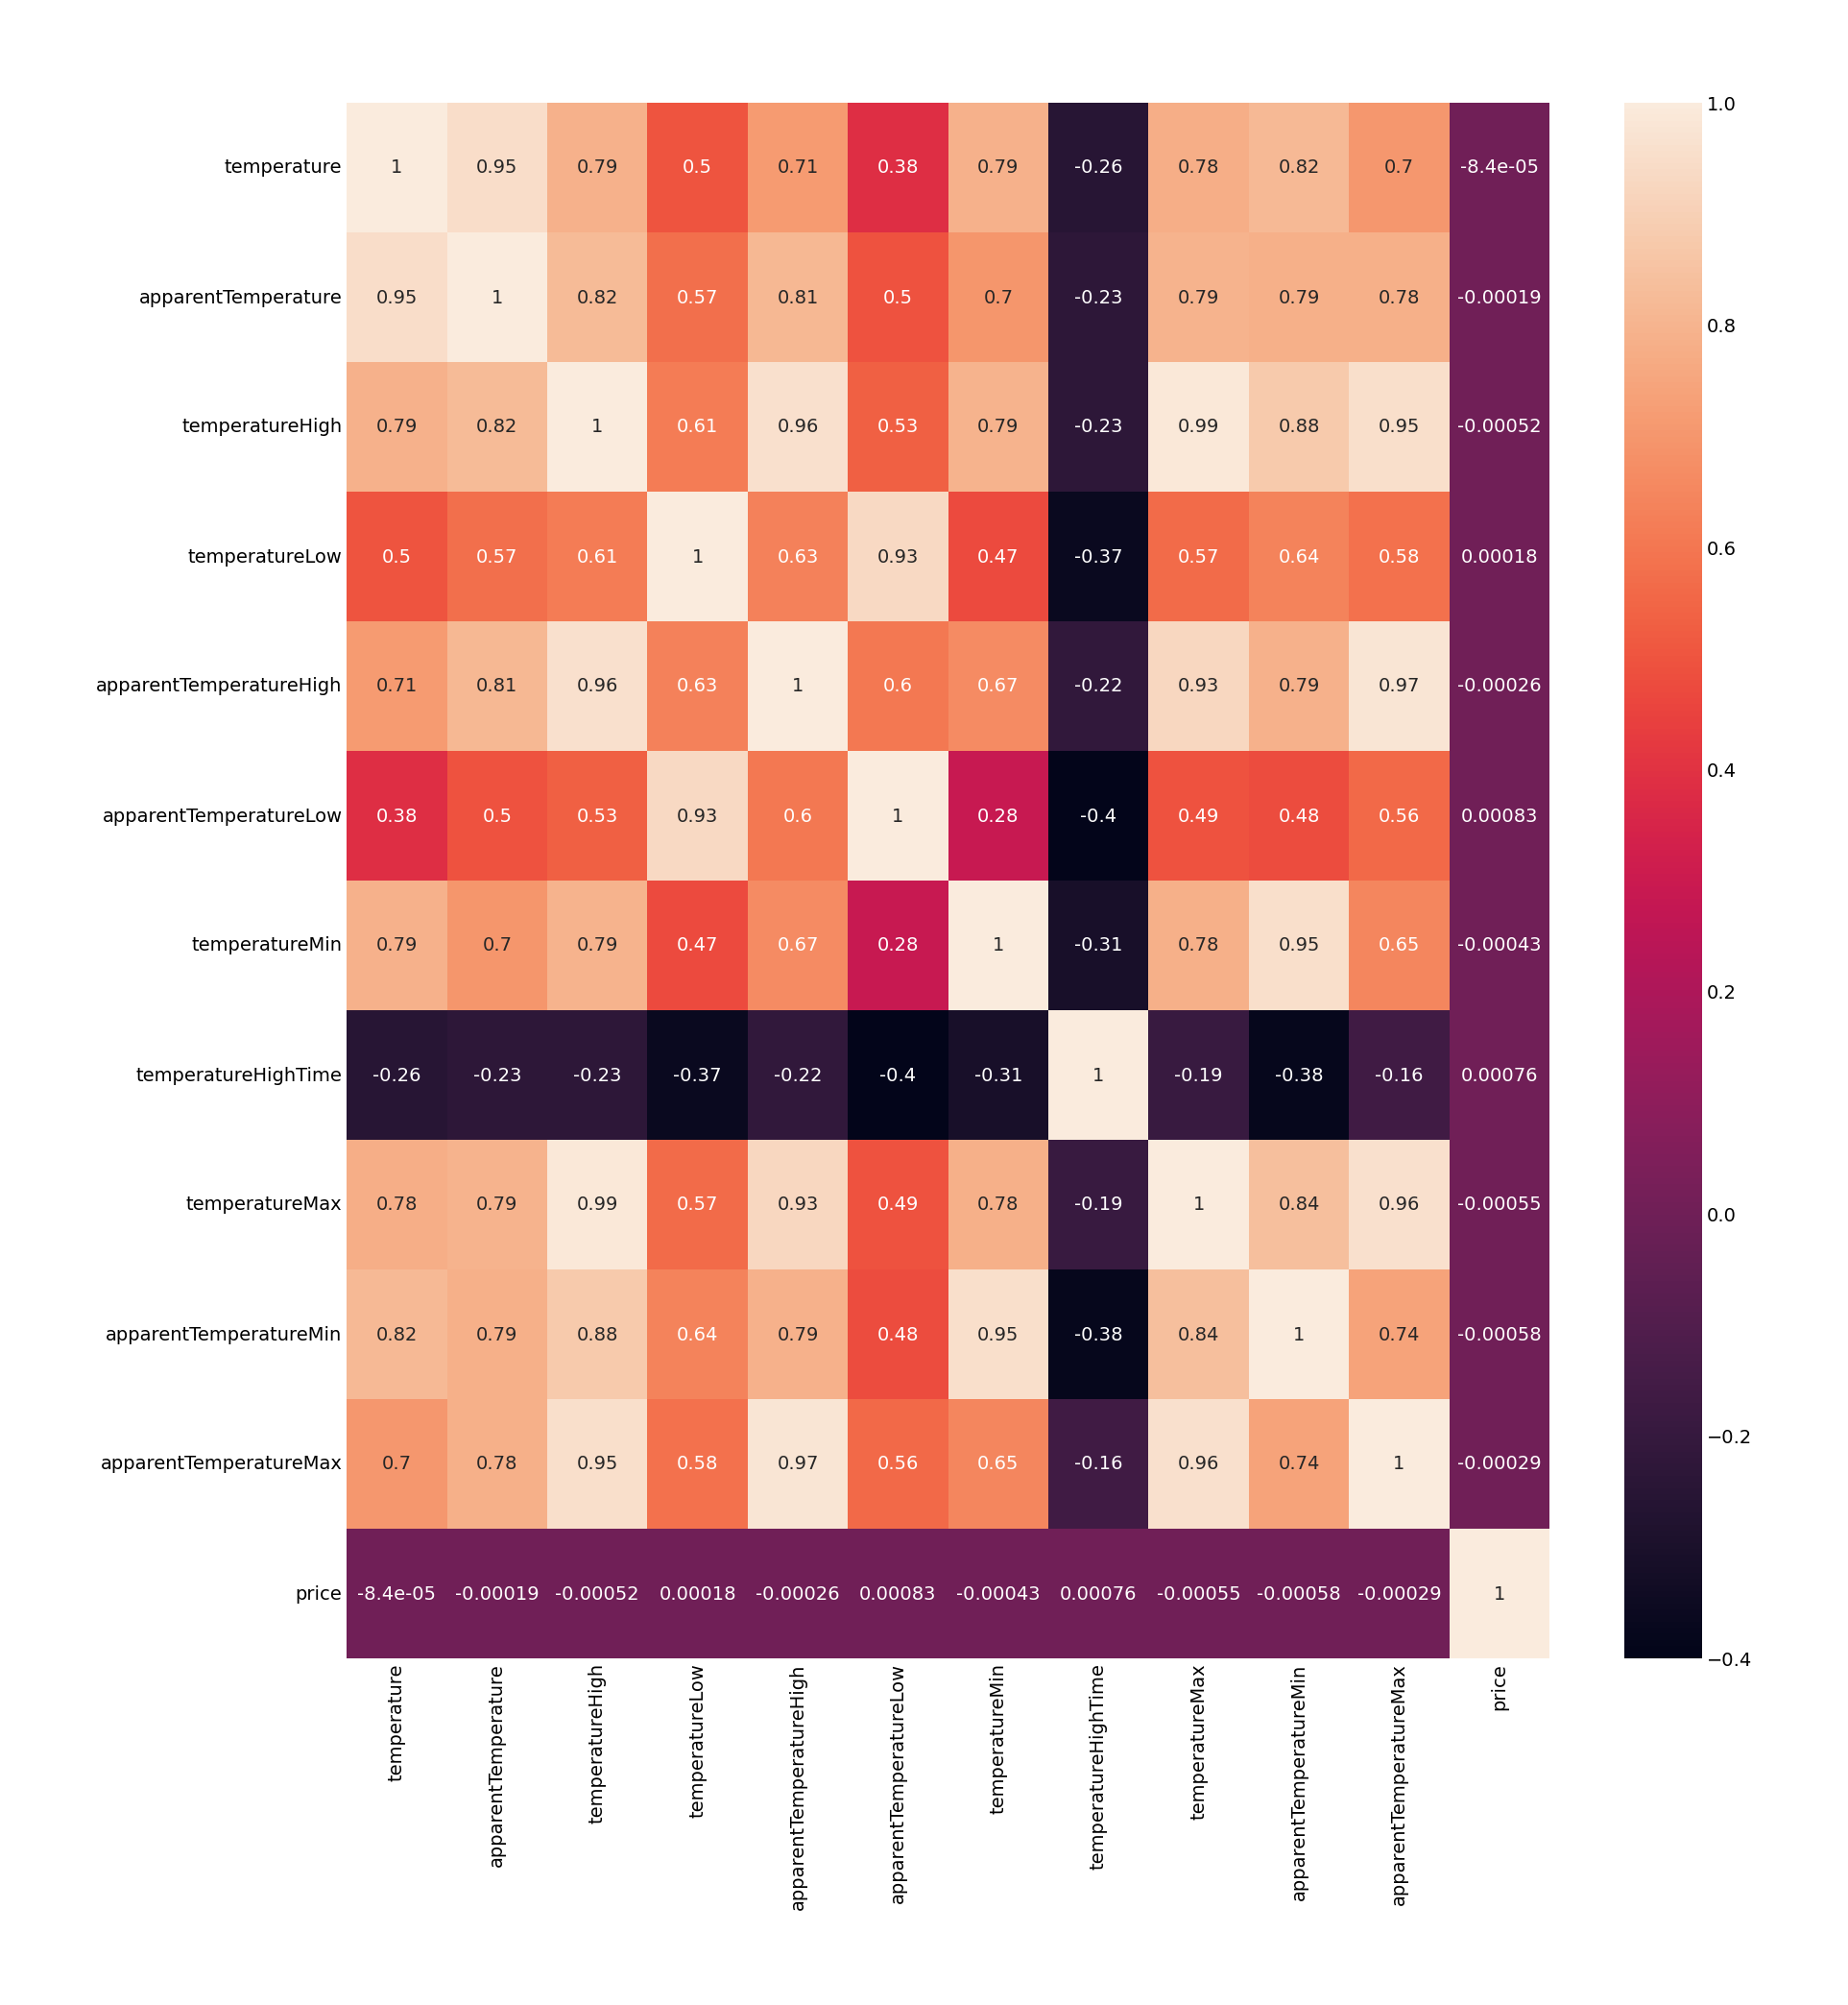 temperature 1 0.95 0.79 0.5 0.71 0.38 0.79 -0.26 0.78 0.82 0.7 -8.4e-05
apparentTemperature 0.95 1 0.82 0.57 0.81 0.5 0.7 -0.23 0.79 0.79 0.78 -0.00019
temperatureHigh 0.79 0.82 1 0.61 0.96 0.53 0.79 -0.23 0.99 0.88 0.95 -0.00052
temperatureLow 0.5 0.57 0.61 1 0.63 0.93 0.47 -0.37 0.57 0.64 0.58 0.00018
apparentTemperatureHigh 0.71 0.81 0.96 0.63 1 0.6 0.67 -0.22 0.93 0.79 0.97 -0.00026
apparentTemperatureLow 0.38 0.5 0.53 0.93 0.6 1 0.28 -0.4 0.49 0.48 0.56 0.00083
temperatureMin 0.79 0.7 0.79 0.47 0.67 0.28 1 -0.31 0.78 0.95 0.65 -0.00043
temperatureHighTime -0.26 -0.23 -0.23 -0.37 -0.22 -0.4 -0.31 1 -0.19 -0.38 -0.16 0.00076
temperatureMax 0.78 0.79 0.99 0.57 0.93 0.49 0.78 -0.19 1 0.84 0.96 -0.00055
apparentTemperatureMin 0.82 0.79 0.88 0.64 0.79 0.48 0.95 -0.38 0.84 1 0.74 -0.00058
apparentTemperatureMax 0.7 0.78 0.95 0.58 0.97 0.56 0.65 -0.16 0.96 0.74 1 -0.00029
price -8.4e-05 -0.00019 -0.00052 0.00018 -0.00026 0.00083 -0.00043 0.00076 -0.00055 -0.00058 -0.00029 1
temperature
apparentTemperature
temperatureHigh
temperatureLow
apparentTemperatureHigh
apparentTemperatureLow
temperatureMin
temperatureHighTime
temperatureMax
apparentTemperatureMin
apparentTemperatureMax
price
1.0
0.8
0.6
0.4
0.2
0.0
−0.2
−0.4